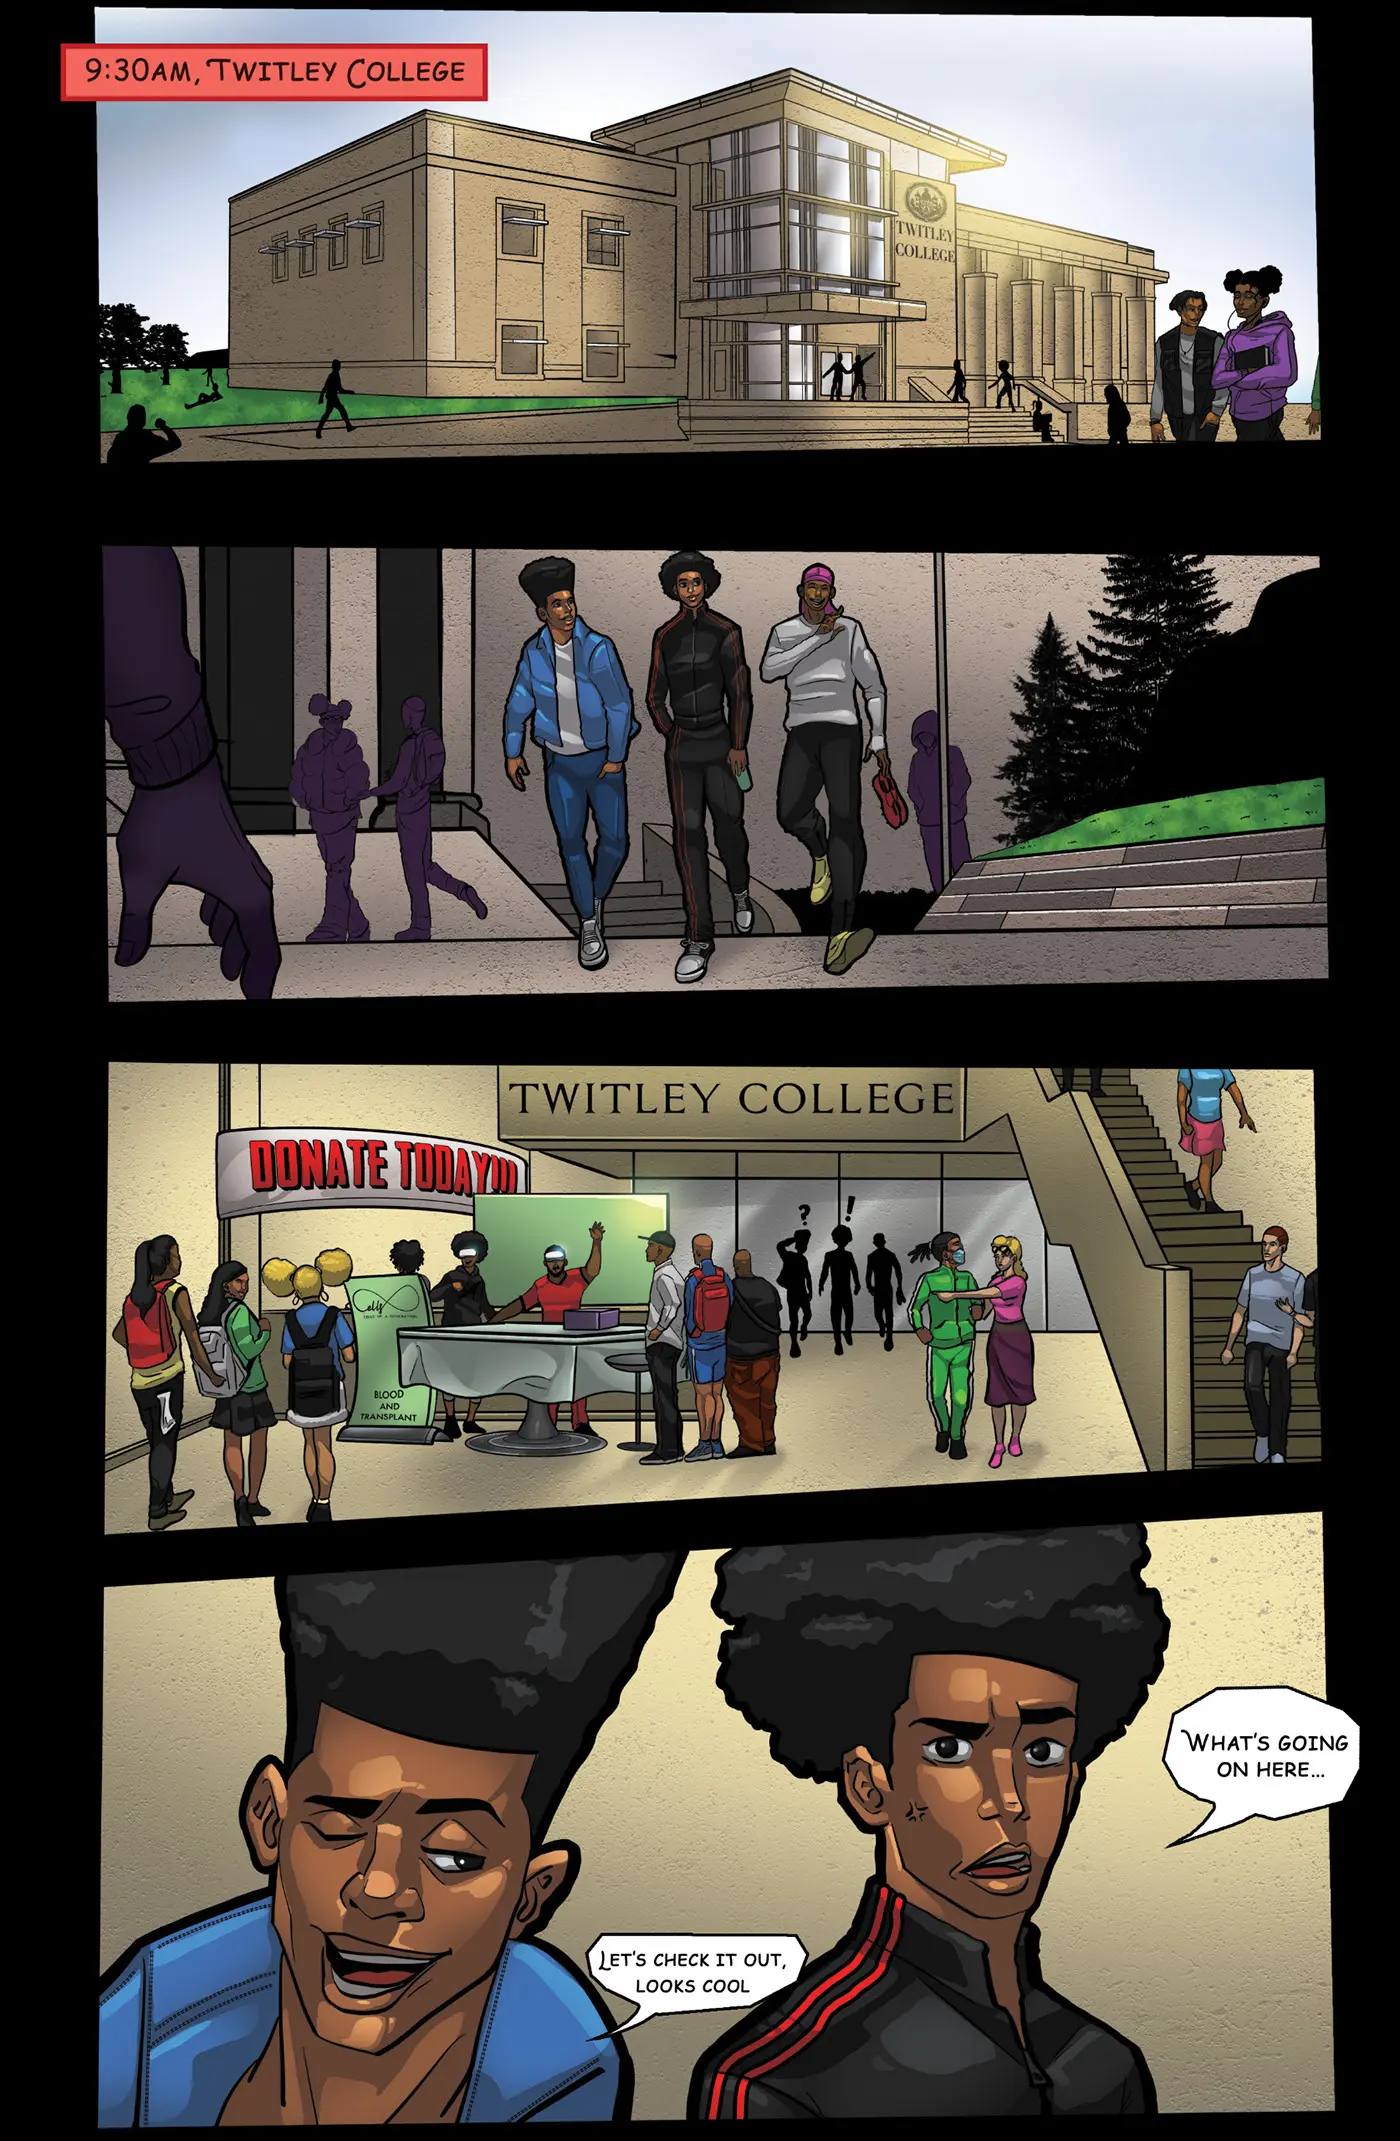 9:30AM, TWITLEY COLLEGE
TWITLEY
COLLEGE
TWITLEY COLLEGE
DONATE TODAY!!!
?
!
Cells
BLOOD
AND
TRANSPLANT
WHAT'S GOING
ON HERE...
LET'S CHECK IT OUT,
LOOKS COOL